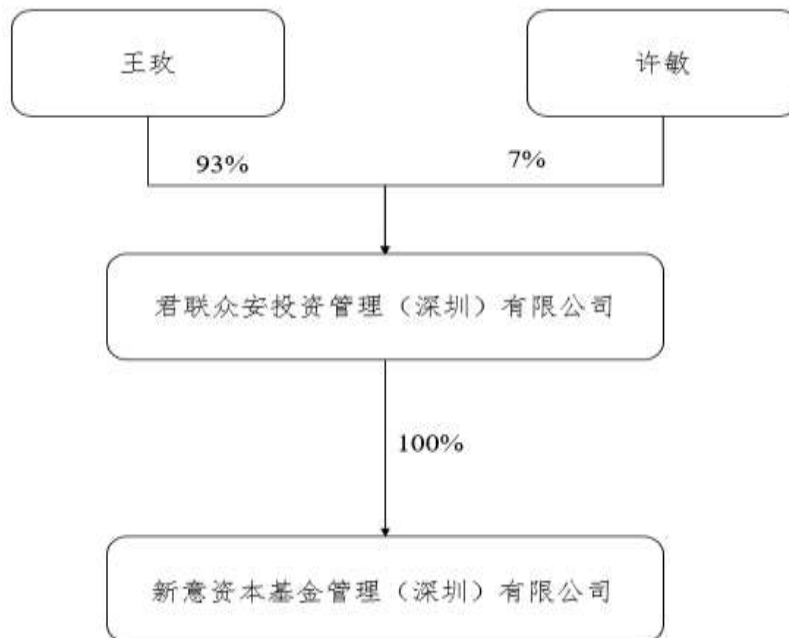 王玫
许敏
93%
7%
君联众安投资管理（深圳）有限公司
100%
新意资本基金管理（深圳）有限公司